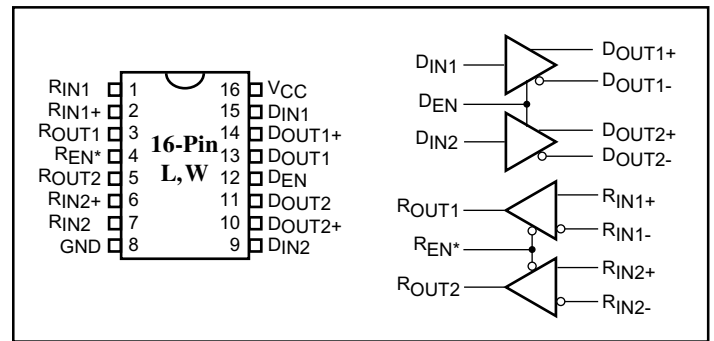 RIN1 1 16 VCC
RIN1+ 2 15 DIN1
ROUT1 3 14 DOUT1+
REN* 4 13 DOUT1
ROUT2 5 12 DEN
RIN2+ 6 11 DOUT2
RIN2 7 10 DOUT2+
GND 8 9 DIN2
16-Pin
L,W
DIN1 DOUT1+
DOUT1-
DEN
DIN2 DOUT2+
DOUT2-
ROUT1 RIN1+
RIN1-
REN*
ROUT2 RIN2+
RIN2-